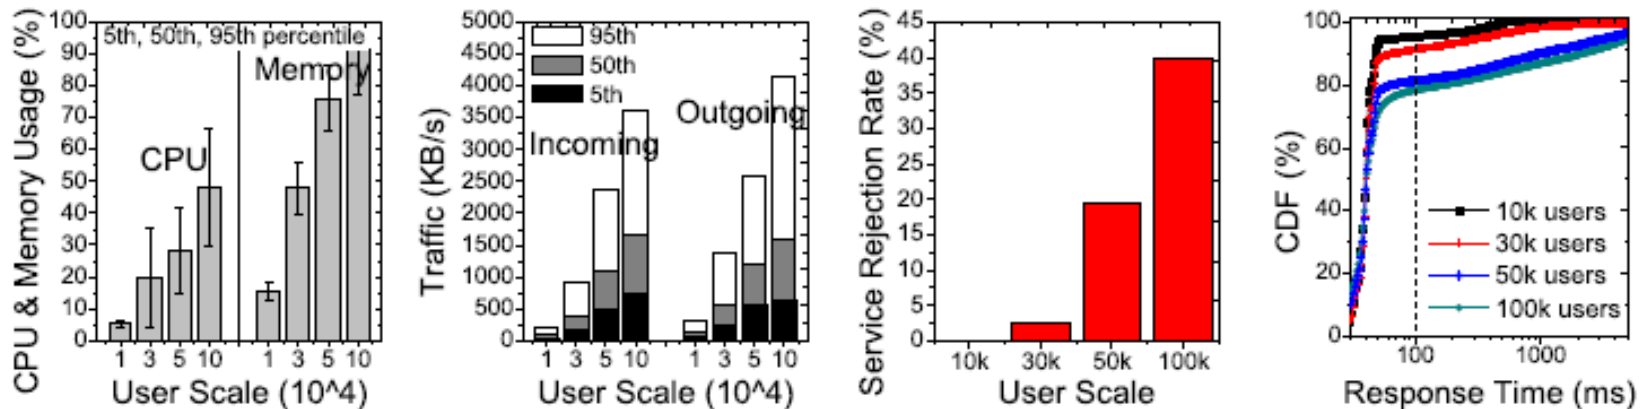 CPU & Memory Usage (%)
100
90
80
70
60
50
40
30
20
10
0
5th, 50th, 95th percentile
Memory
CPU
1 3 5 10 1 3 5 10
User Scale (10^4)
Traffic (KB/s)
5000
4500
4000
3500
3000
2500
2000
1500
1000
500
0
95th
50th
5th
Incoming
Outgoing
1 3 5 10 1 3 5 10
User Scale (10^4)
Service Rejection Rate (%)
45
40
35
30
25
20
15
10
5
0
10k 30k 50k 100k
User Scale
CDF (%)
100
80
60
40
20
0
10k users
30k users
50k users
100k users
100 1000
Response Time (ms)